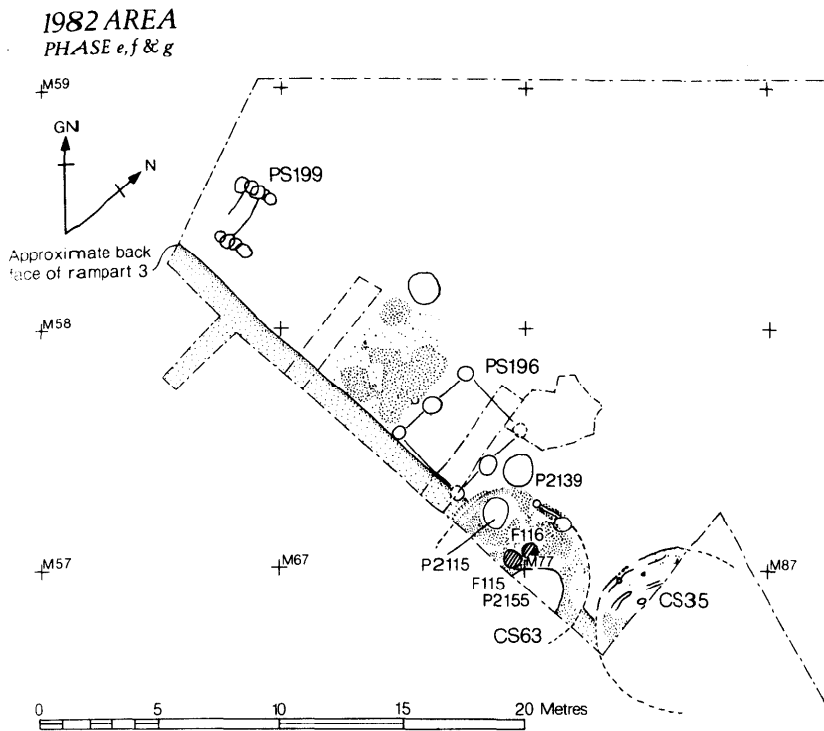 1982 AREA
PHASE e, f & g
M59
GN
N
PS199
Approximate back
face of rampart 3
M58
PS196
P2139
F116
P2115
M57
M67
M77
M87
F115
P2155
CS35
CS63
0 5 10 15 20 Metres